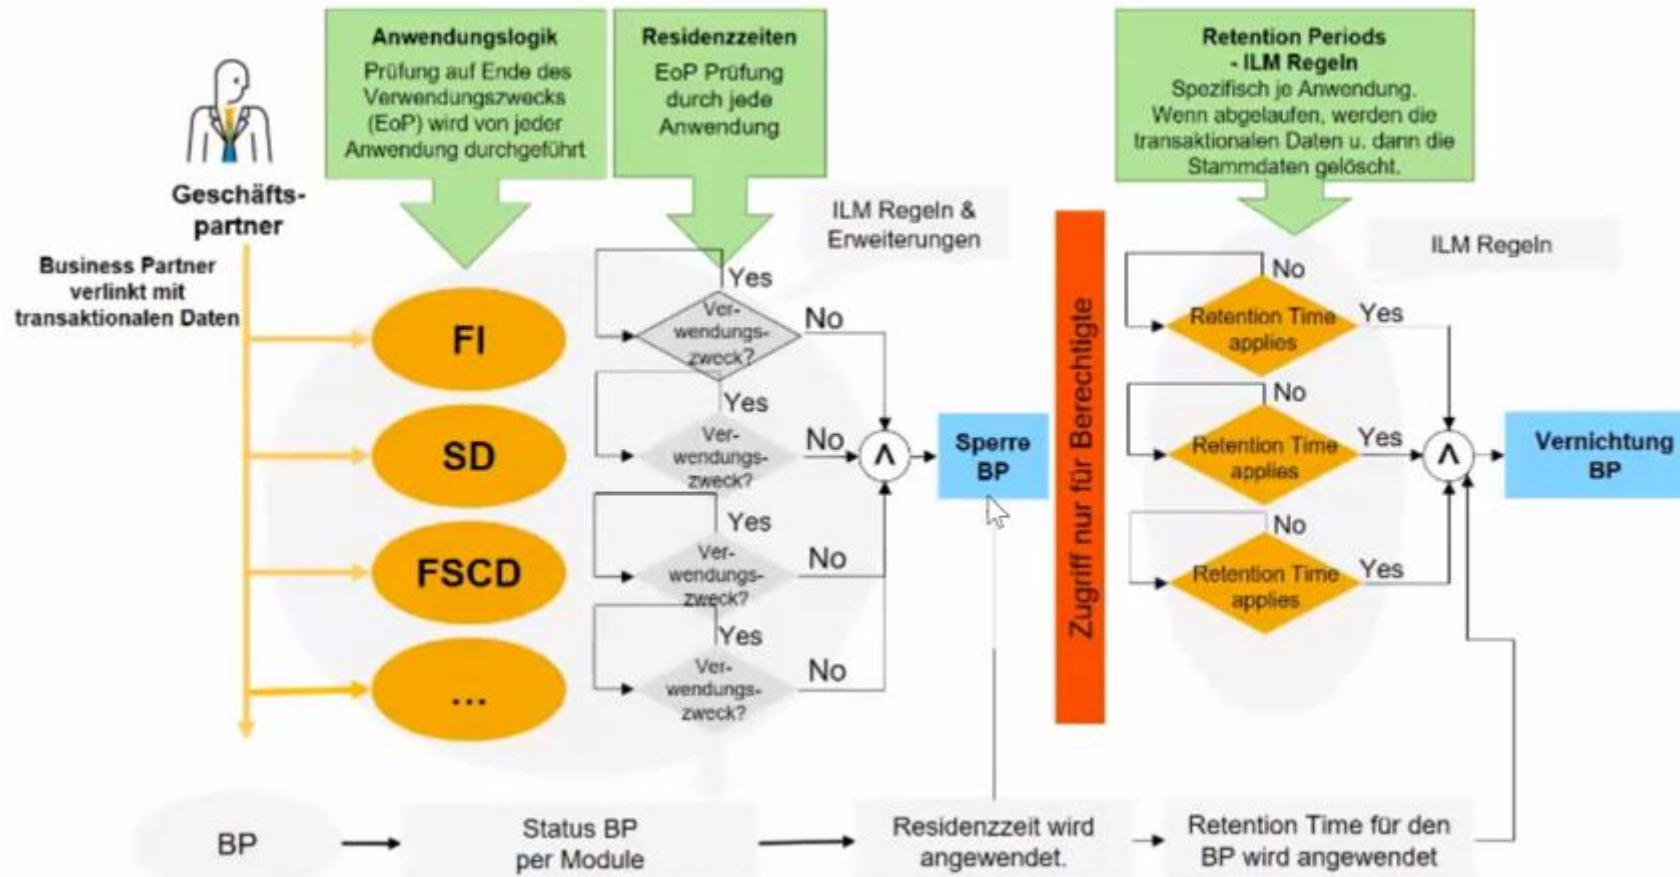 Anwendungslogik
Prüfung auf Ende des
Verwendungszwecks
(EoP) wird von jeder
Anwendung durchgeführt
Residenzzeiten
EoP Prüfung
durch jede
Anwendung
Retention Periods
- ILM Regeln
Spezifisch je Anwendung.
Wenn abgelaufen, werden die
transaktionalen Daten u. dann die
Stammdaten gelöscht.
Geschäfts-
partner
Business Partner
verlinkt mit
transaktionalen Daten
ILM Regeln &
Erweiterungen
ILM Regeln
FI
SD
FSCD
...
Yes
Ver-
wendungs-
zweck?
No
Yes
Ver-
wendungs-
zweck?
No
Yes
Ver-
wendungs-
zweck?
No
Yes
Ver-
wendungs-
zweck?
No
Λ
Sperre
BP
Zugriff nur für Berechtigte
No
Retention Time
applies
Yes
No
Retention Time
applies
Yes
No
Retention Time
applies
Yes
Λ
Vernichtung
BP
BP
Status BP
per Module
Residenzzeit wird
angewendet.
Retention Time für den
BP wird angewendet